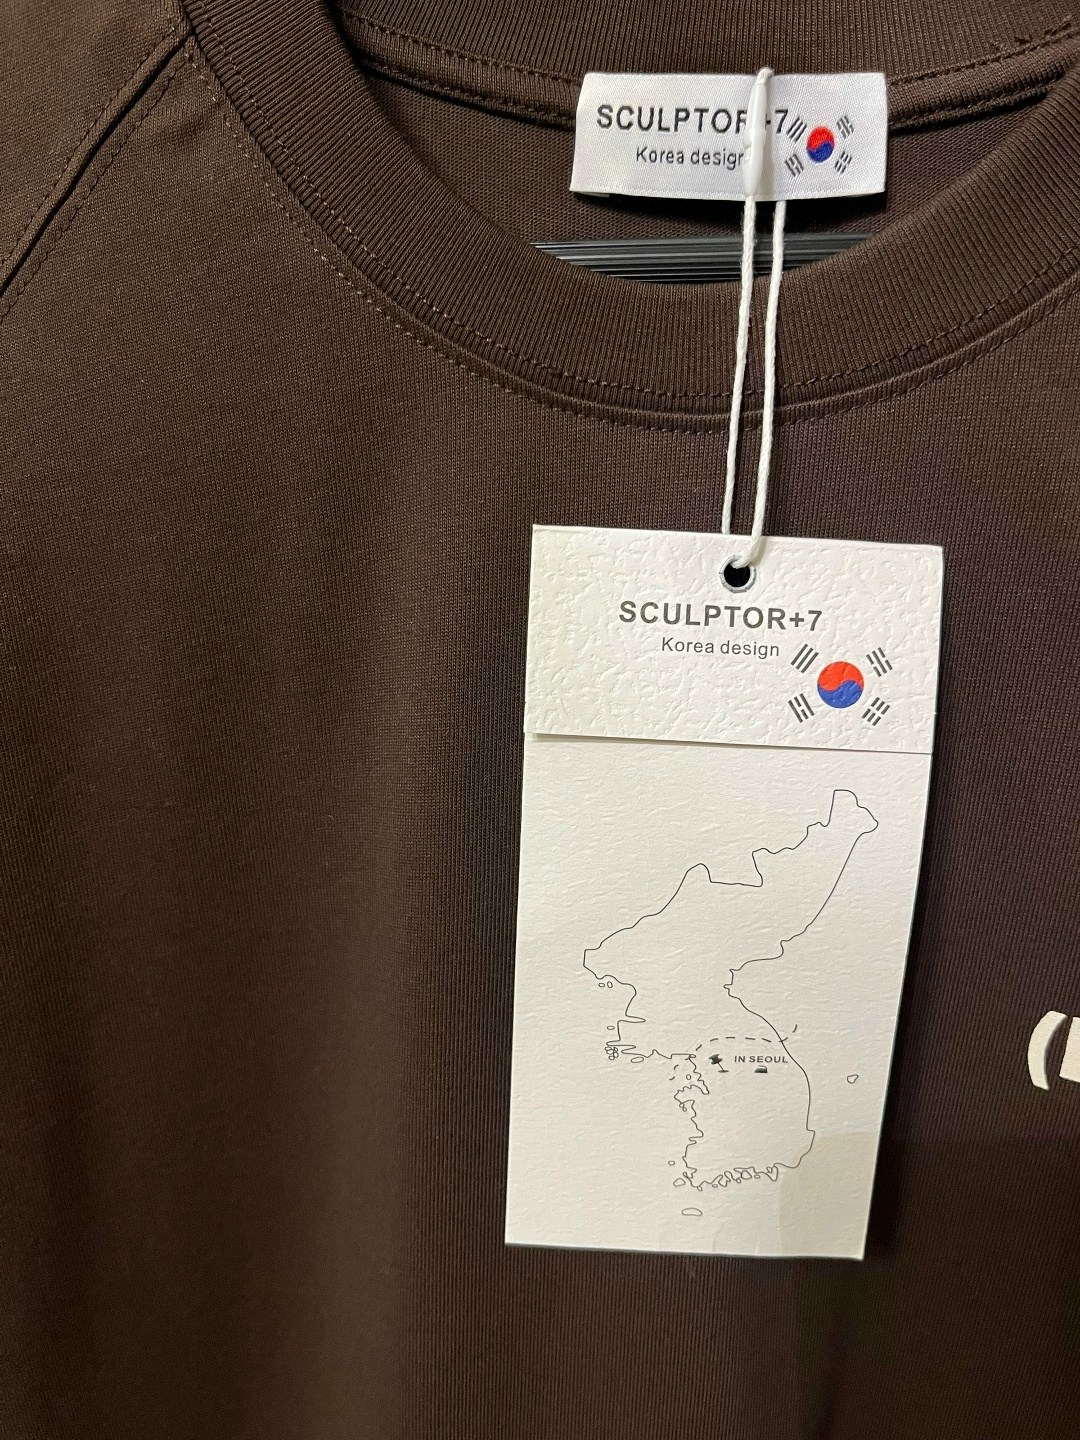 SCULPTOR+7
Korea design
SCULPTOR+7
Korea design
IN SEOUL